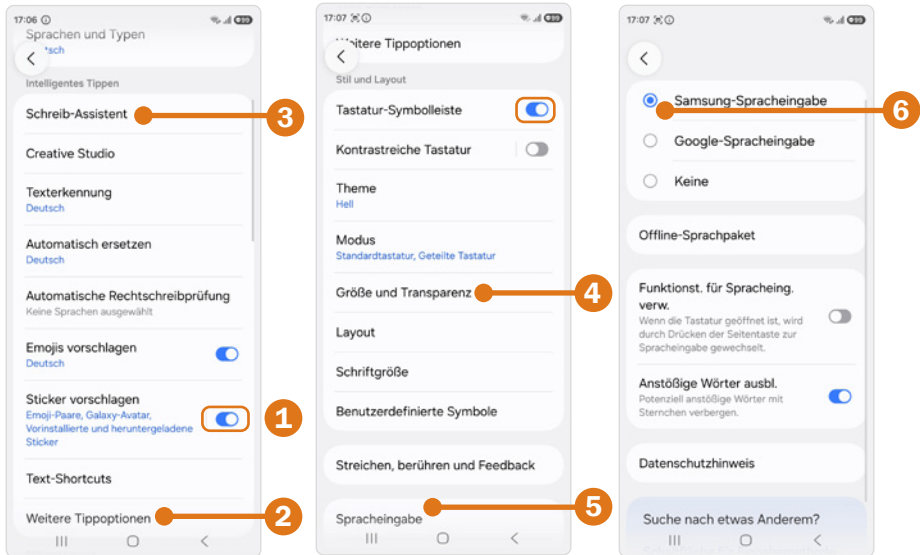 17:06
Sprachen und Typen
Intelligentes Tippen
Schreib-Assistent
3
Creative Studio
Texterkennung
Deutsch
Automatisch ersetzen
Deutsch
Automatische Rechtschreibprüfung
Keine Sprachen ausgewählt
Emojis vorschlagen
Deutsch
Sticker vorschlagen
Emoji-Paare, Galaxy-Avatar,
Vorinstallierte und heruntergeladene
Sticker
1
Text-Shortcuts
Weitere Tippoptionen
2
17:07
Weitere Tippoptionen
Stil und Layout
Tastatur-Symbolleiste
Kontrastreiche Tastatur
Theme
Hell
Modus
Standardtastatur, Geteilte Tastatur
Größe und Transparenz
4
Layout
Schriftgröße
Benutzerdefinierte Symbole
Streichen, berühren und Feedback
5
Spracheingabe
17:07
Samsung-Spracheingabe
6
Google-Spracheingabe
Keine
Offline-Sprachpaket
Funktionst. für Spracheing.
verw.
Wenn die Tastatur geöffnet ist, wird
durch Drücken der Seitentaste zur
Spracheingabe gewechselt.
Anstößige Wörter ausbl.
Potenziell anstößige Wörter mit
Sternchen verbergen.
Datenschutzhinweis
Suche nach etwas Anderem?